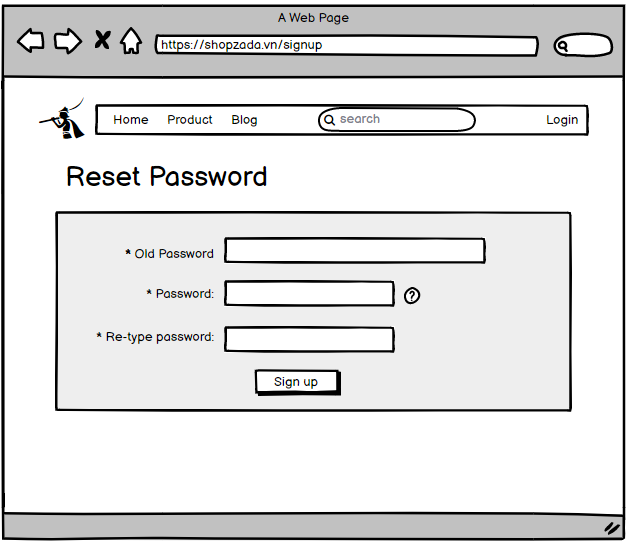 A Web Page
https://shopzada.vn/signup
Home Product Blog search Login
Reset Password
* Old Password
* Password: ?
* Re-type password:
Sign up